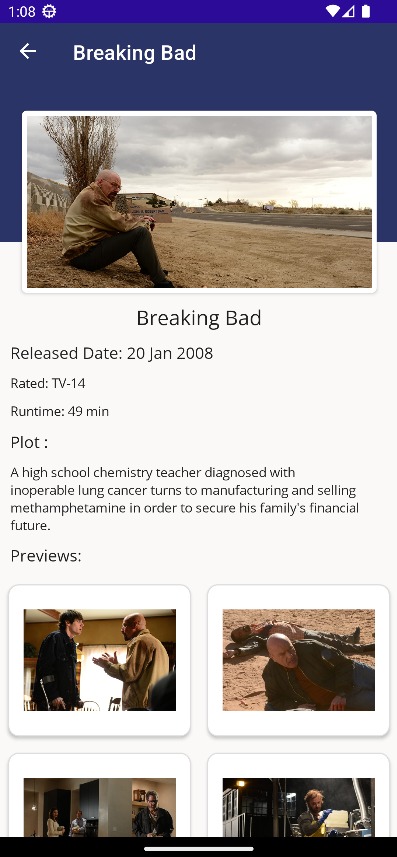 1:08
Breaking Bad
Breaking Bad
Released Date: 20 Jan 2008
Rated: TV-14
Runtime: 49 min
Plot :
A high school chemistry teacher diagnosed with
inoperable lung cancer turns to manufacturing and selling
methamphetamine in order to secure his family's financial
future.
Previews: